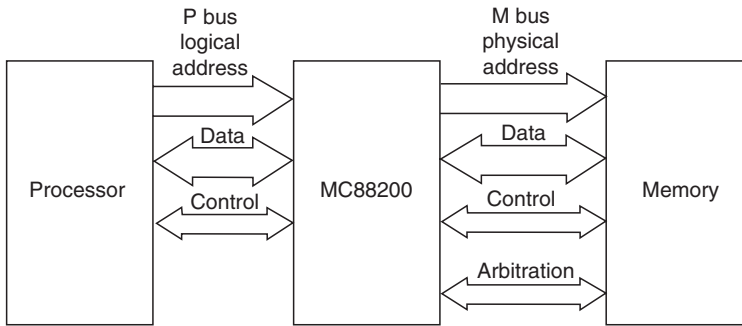 P bus
logical
address
M bus
physical
address
Data
Data
Processor
Control
MC88200
Control
Memory
Arbitration